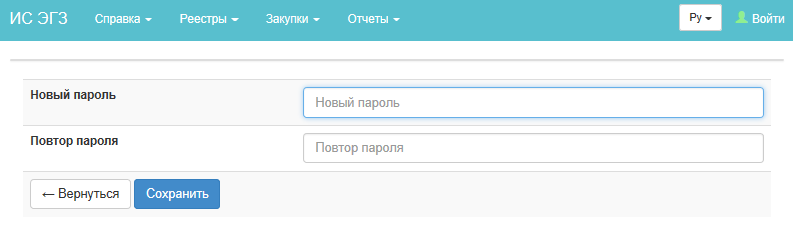 ИС ЭГЗ Справка Реестры Закупки Отчеты Ру Войти
Новый пароль Новый пароль
Повтор пароля Повтор пароля
← Вернуться Сохранить